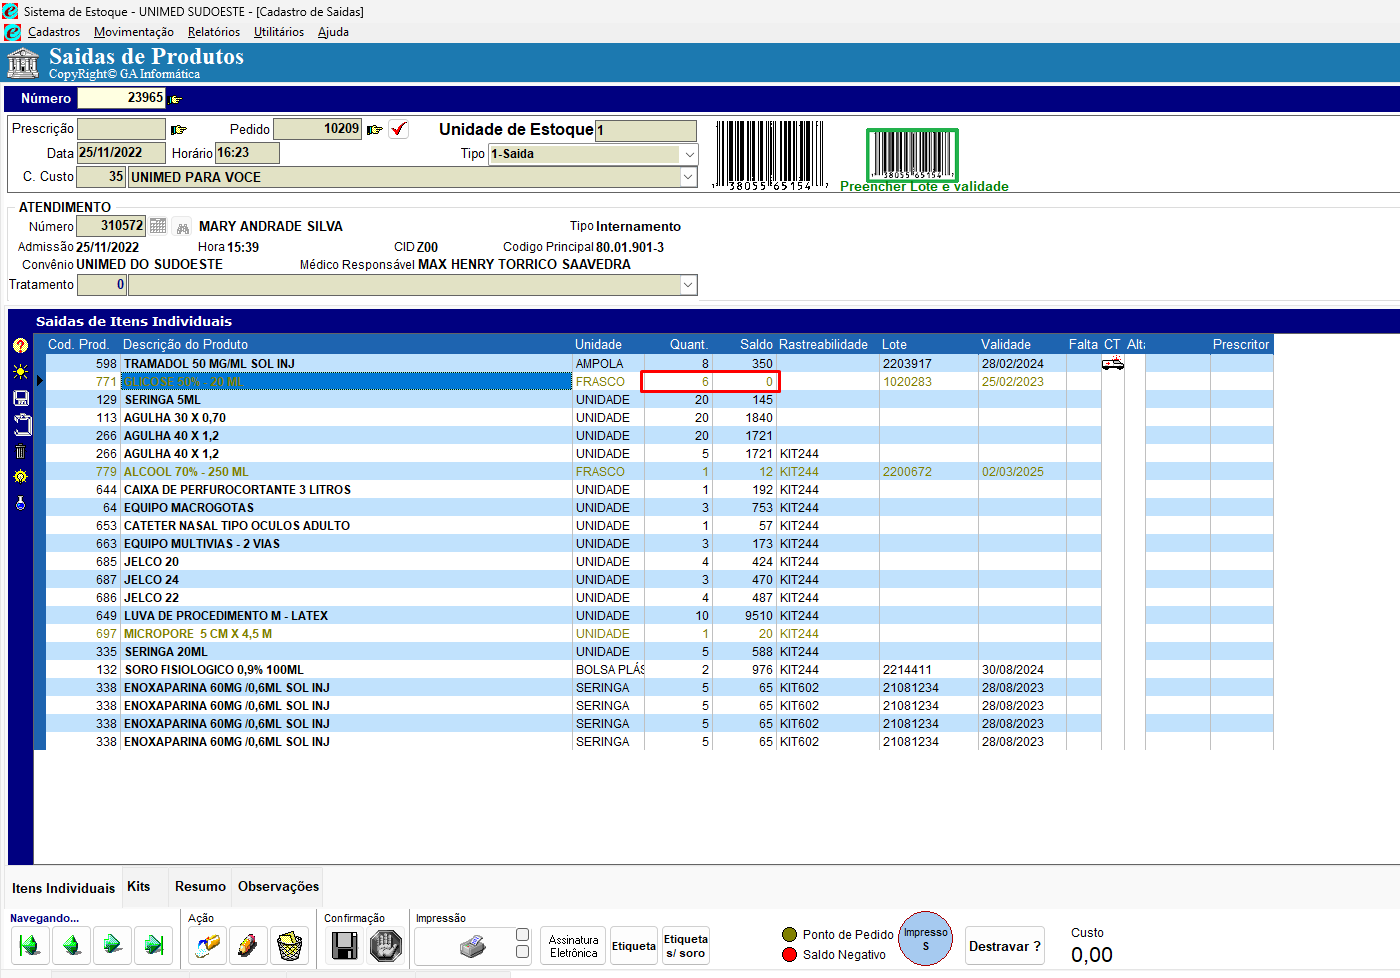 Sistema de Estoque - UNIMED SUDOESTE - [Cadastro de Saidas]
Cadastros Movimentação Relatórios Utilitários Ajuda
Saidas de Produtos
CopyRight© GA Informática
Número 23965
Prescrição Pedido 10209 Unidade de Estoque 1
Data 25/11/2022 Horário 16:23 Tipo 1-Saida
C. Custo 35 UNIMED PARA VOCE
38055 65154
38055 65154
Preencher Lote e validade
ATENDIMENTO
Número 310572 MARY ANDRADE SILVA Tipo Internamento
Admissão 25/11/2022 Hora 15:39 CID Z00 Codigo Principal 80.01.901-3
Convênio UNIMED DO SUDOESTE Médico Responsável MAX HENRY TORRICO SAAVEDRA
Tratamento 0
Saidas de Itens Individuais
Cod. Prod. Descrição do Produto Unidade Quant. Saldo Rastreabilidade Lote Validade Falta CT Alt Prescritor
598 TRAMADOL 50 MG/ML SOL INJ AMPOLA 8 350 2203917 28/02/2024
771 GLICOSE 50% - 20 ML FRASCO 6 0 1020283 25/02/2023
129 SERINGA 5ML UNIDADE 20 145
113 AGULHA 30 X 0,70 UNIDADE 20 1840
266 AGULHA 40 X 1,2 UNIDADE 20 1721
266 AGULHA 40 X 1,2 UNIDADE 5 1721 KIT244
779 ALCOOL 70% - 250 ML FRASCO 1 12 KIT244 2200672 02/03/2025
644 CAIXA DE PERFUROCORTANTE 3 LITROS UNIDADE 1 192 KIT244
64 EQUIPO MACROGOTAS UNIDADE 3 753 KIT244
653 CATETER NASAL TIPO OCULOS ADULTO UNIDADE 1 57 KIT244
663 EQUIPO MULTIVIAS - 2 VIAS UNIDADE 3 173 KIT244
685 JELCO 20 UNIDADE 4 424 KIT244
687 JELCO 24 UNIDADE 3 470 KIT244
686 JELCO 22 UNIDADE 4 487 KIT244
649 LUVA DE PROCEDIMENTO M - LATEX UNIDADE 10 9510 KIT244
697 MICROPORE 5 CM X 4,5 M UNIDADE 1 20 KIT244
335 SERINGA 20ML UNIDADE 5 588 KIT244
132 SORO FISIOLOGICO 0,9% 100ML BOLSA PLÁS 2 976 KIT244 2214411 30/08/2024
338 ENOXAPARINA 60MG /0,6ML SOL INJ SERINGA 5 65 KIT602 21081234 28/08/2023
338 ENOXAPARINA 60MG /0,6ML SOL INJ SERINGA 5 65 KIT602 21081234 28/08/2023
338 ENOXAPARINA 60MG /0,6ML SOL INJ SERINGA 5 65 KIT602 21081234 28/08/2023
338 ENOXAPARINA 60MG /0,6ML SOL INJ SERINGA 5 65 KIT602 21081234 28/08/2023
Itens Individuais Kits Resumo Observações
Navegando... Ação Confirmação Impressão
Assinatura Eletrônica
Etiqueta
Etiqueta s/ soro
Ponto de Pedido
Saldo Negativo
Impresso
S
Destravar ?
Custo
0,00